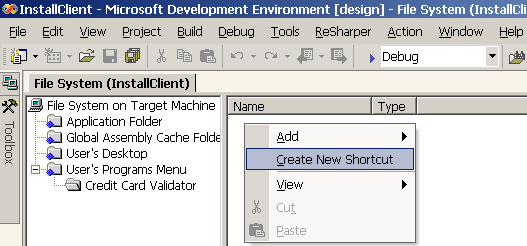 InstallClient - Microsoft Development Environment [design] - File System (InstallClient)
File Edit View Project Build Debug Tools ReSharper Action Window Help
Debug
File System (InstallClient)
Toolbox
File System on Target Machine
Application Folder
Global Assembly Cache Folde
User's Desktop
User's Programs Menu
Credit Card Validator
Name Type
Add
Create New Shortcut
View
Cut
Paste